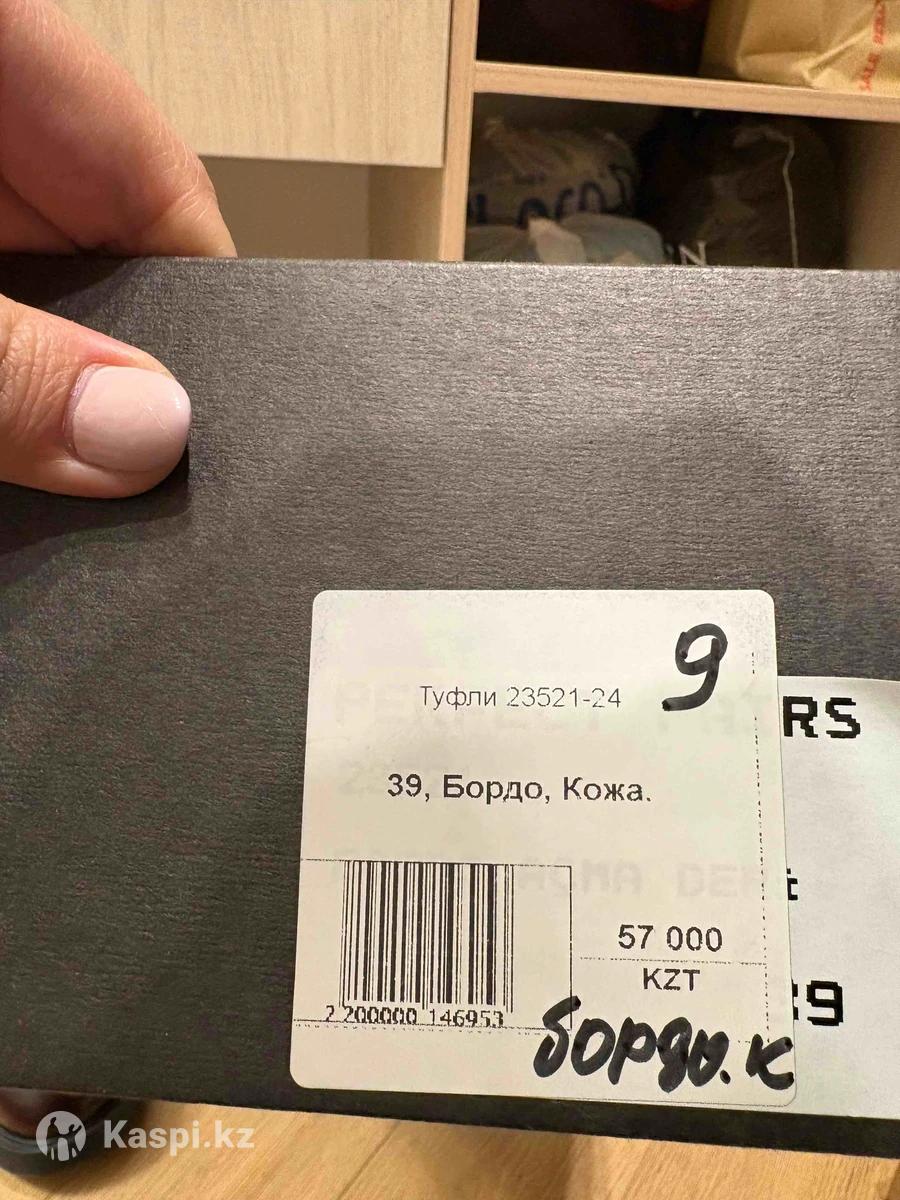 9
Туфли 23521-24
RS
39, Бордо, Кожа.
57 000
KZT
39
2 200000 146953
бордо. к
Kaspi.kz